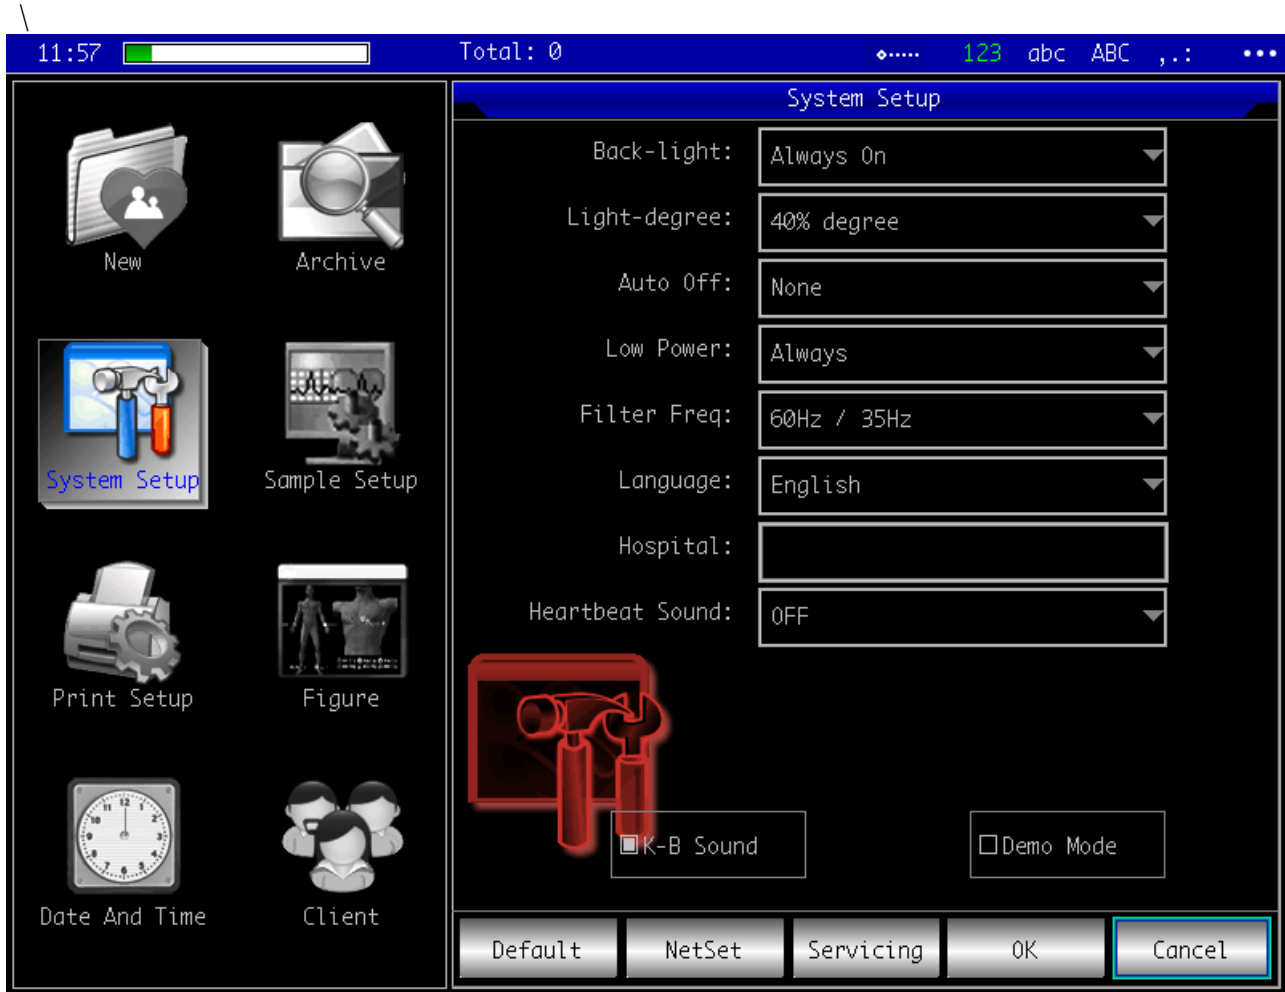 \
11:57 Total: 0 123 abc ABC ,.: •••
System Setup
New Archive
System Setup Sample Setup
Print Setup Figure
Date And Time Client
Back-light: Always On
Light-degree: 40% degree
Auto Off: None
Low Power: Always
Filter Freq: 60Hz / 35Hz
Language: English
Hospital:
Heartbeat Sound: OFF
K-B Sound Demo Mode
Default NetSet Servicing OK Cancel